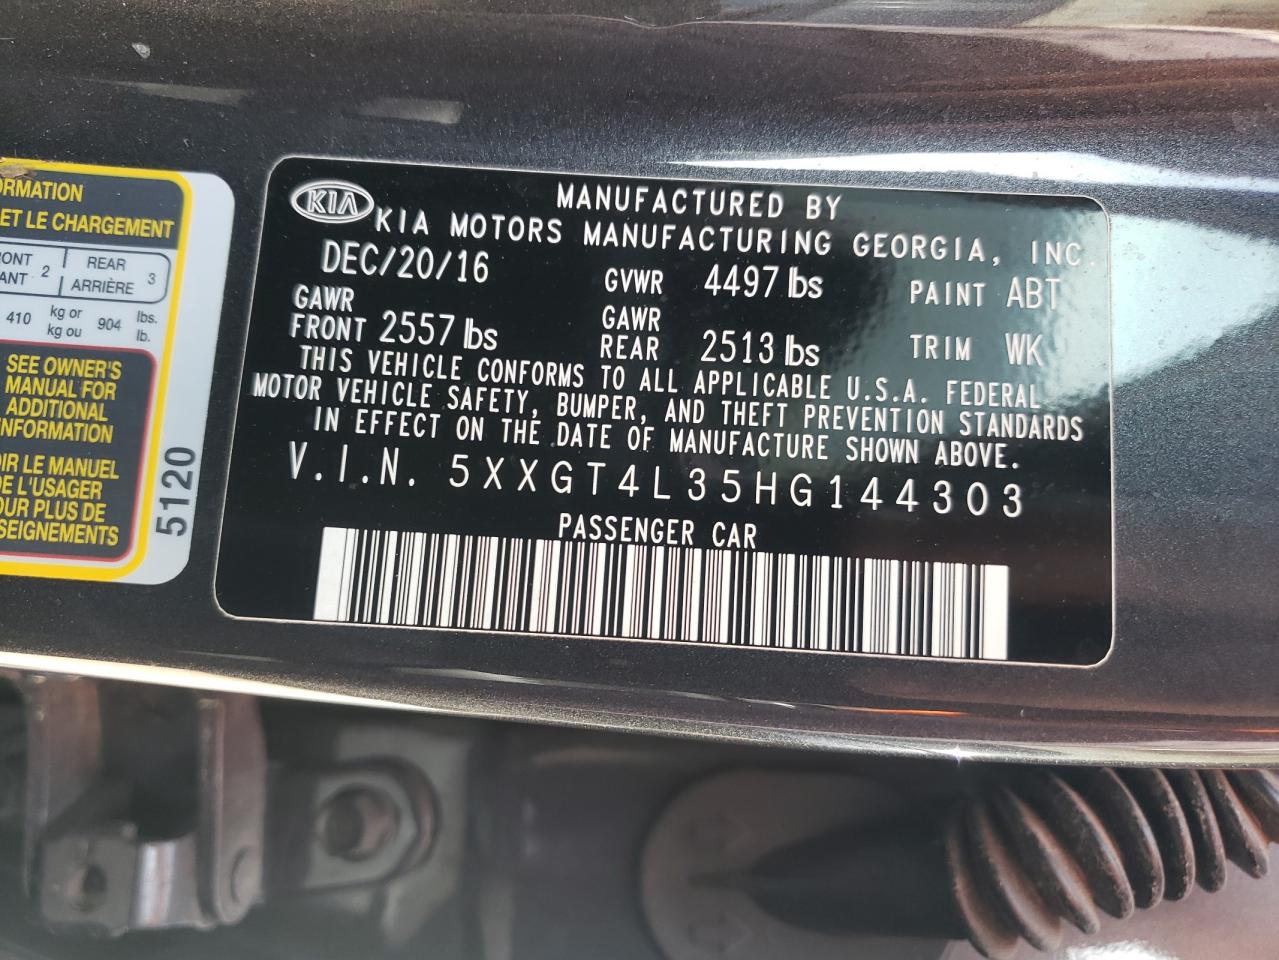 ORMATION
ET LE CHARGEMENT
2
REAR
ARRIÈRE
3
410
kg or
kg ou
904
lbs.
lb.
SEE OWNER'S
MANUAL FOR
ADDITIONAL
INFORMATION
LE MANUEL
L'USAGER
PLUS DE
SEIGNEMENTS
5120
KIA
MANUFACTURED BY
KIA MOTORS MANUFACTURING GEORGIA, INC.
DEC/20/16 GVWR 4497 lbs PAINT ABT
GAWR FRONT 2557 lbs GAWR REAR 2513 lbs TRIM WK
THIS VEHICLE CONFORMS TO ALL APPLICABLE U.S.A. FEDERAL
MOTOR VEHICLE SAFETY, BUMPER, AND THEFT PREVENTION STANDARDS
IN EFFECT ON THE DATE OF MANUFACTURE SHOWN ABOVE.
V.I.N. 5XXGT4L35HG144303
PASSENGER CAR